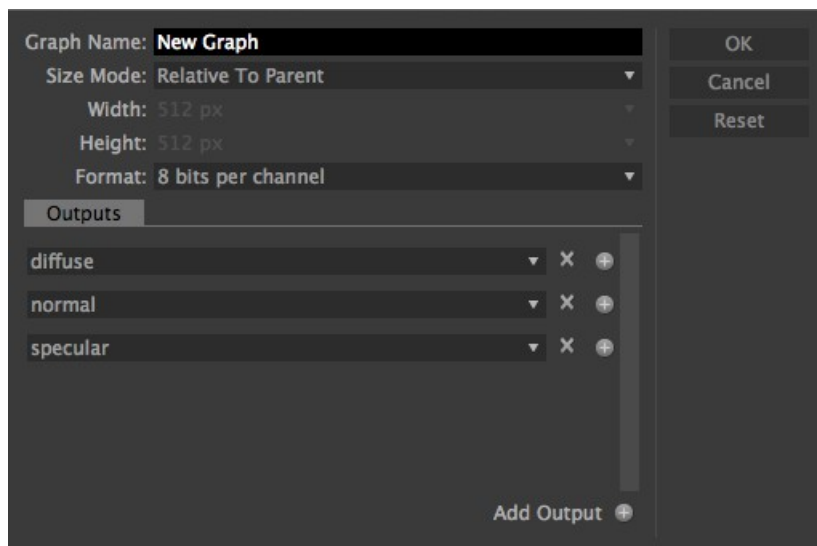 Graph Name: New Graph
OK
Size Mode: Relative To Parent
Cancel
Width: 512 px
Reset
Height: 512 px
Format: 8 bits per channel
Outputs
diffuse
normal
specular
Add Output